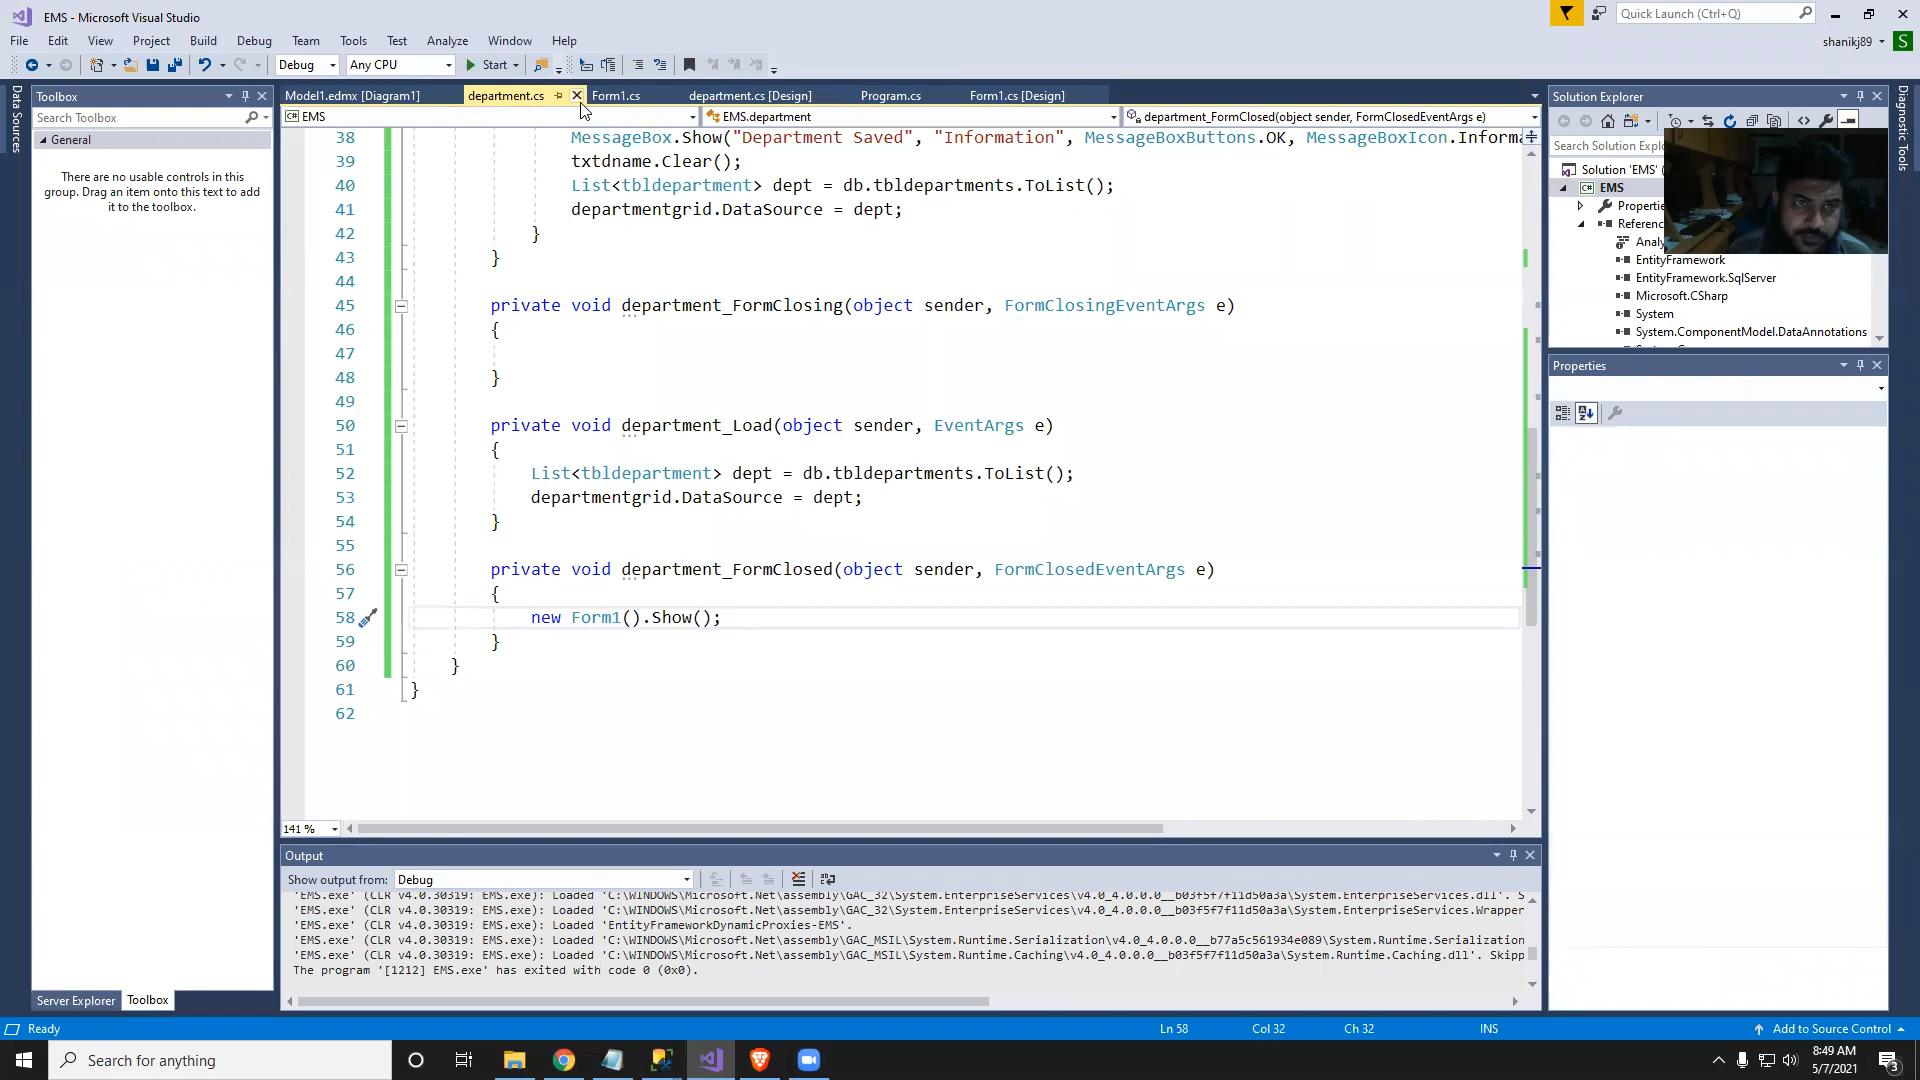 EMS - Microsoft Visual Studio
Quick Launch (Ctrl+Q)
File Edit View Project Build Debug Team Tools Test Analyze Window Help
shanikj89
S
Debug
Any CPU
Start
Data Sources
Toolbox
Search Toolbox
General
There are no usable controls in this
group. Drag an item onto this text to add
it to the toolbox.
Server Explorer
Toolbox
Model1.edmx [Diagram1]
department.cs
Form1.cs
department.cs [Design]
Program.cs
Form1.cs [Design]
C# EMS
EMS.department
department_FormClosed(object sender, FormClosedEventArgs e)
38 MessageBox.Show("Department Saved", "Information", MessageBoxButtons.OK, MessageBoxIcon.Informa
39 txtdname.Clear();
40 List<tbldepartment> dept = db.tbldepartments.ToList();
41 departmentgrid.DataSource = dept;
42 }
43 }
44
45 private void department_FormClosing(object sender, FormClosingEventArgs e)
46 {
47
48 }
49
50 private void department_Load(object sender, EventArgs e)
51 {
52 List<tbldepartment> dept = db.tbldepartments.ToList();
53 departmentgrid.DataSource = dept;
54 }
55
56 private void department_FormClosed(object sender, FormClosedEventArgs e)
57 {
58 new Form1().Show();
59 }
60 }
61 }
62
141 %
Output
Show output from: Debug
'EMS.exe' (CLR v4.0.30319: EMS.exe): Loaded 'C:\WINDOWS\Microsoft.Net\assembly\GAC_32\System.EnterpriseServices\v4.0_4.0.0.0__b03f5f7f11d50a3a\System.EnterpriseServices.dll'. S
'EMS.exe' (CLR v4.0.30319: EMS.exe): Loaded 'C:\WINDOWS\Microsoft.Net\assembly\GAC_32\System.EnterpriseServices\v4.0_4.0.0.0__b03f5f7f11d50a3a\System.EnterpriseServices.Wrapper
'EMS.exe' (CLR v4.0.30319: EMS.exe): Loaded 'EntityFrameworkDynamicProxies-EMS'.
'EMS.exe' (CLR v4.0.30319: EMS.exe): Loaded 'C:\WINDOWS\Microsoft.Net\assembly\GAC_MSIL\System.Runtime.Serialization\v4.0_4.0.0.0__b77a5c561934e089\System.Runtime.Serialization
'EMS.exe' (CLR v4.0.30319: EMS.exe): Loaded 'C:\WINDOWS\Microsoft.Net\assembly\GAC_MSIL\System.Runtime.Caching\v4.0_4.0.0.0__b03f5f7f11d50a3a\System.Runtime.Caching.dll'. Skipp
The program '[1212] EMS.exe' has exited with code 0 (0x0).
Solution Explorer
Search Solution Explo
Solution 'EMS' (
C# EMS
Propertie
Referenc
Analy
EntityFramework
EntityFramework.SqlServer
Microsoft.CSharp
System
System.ComponentModel.DataAnnotations
Properties
Diagnostic Tools
Ready
Ln 58
Col 32
Ch 32
INS
Add to Source Control
Search for anything
8:49 AM
5/7/2021
3